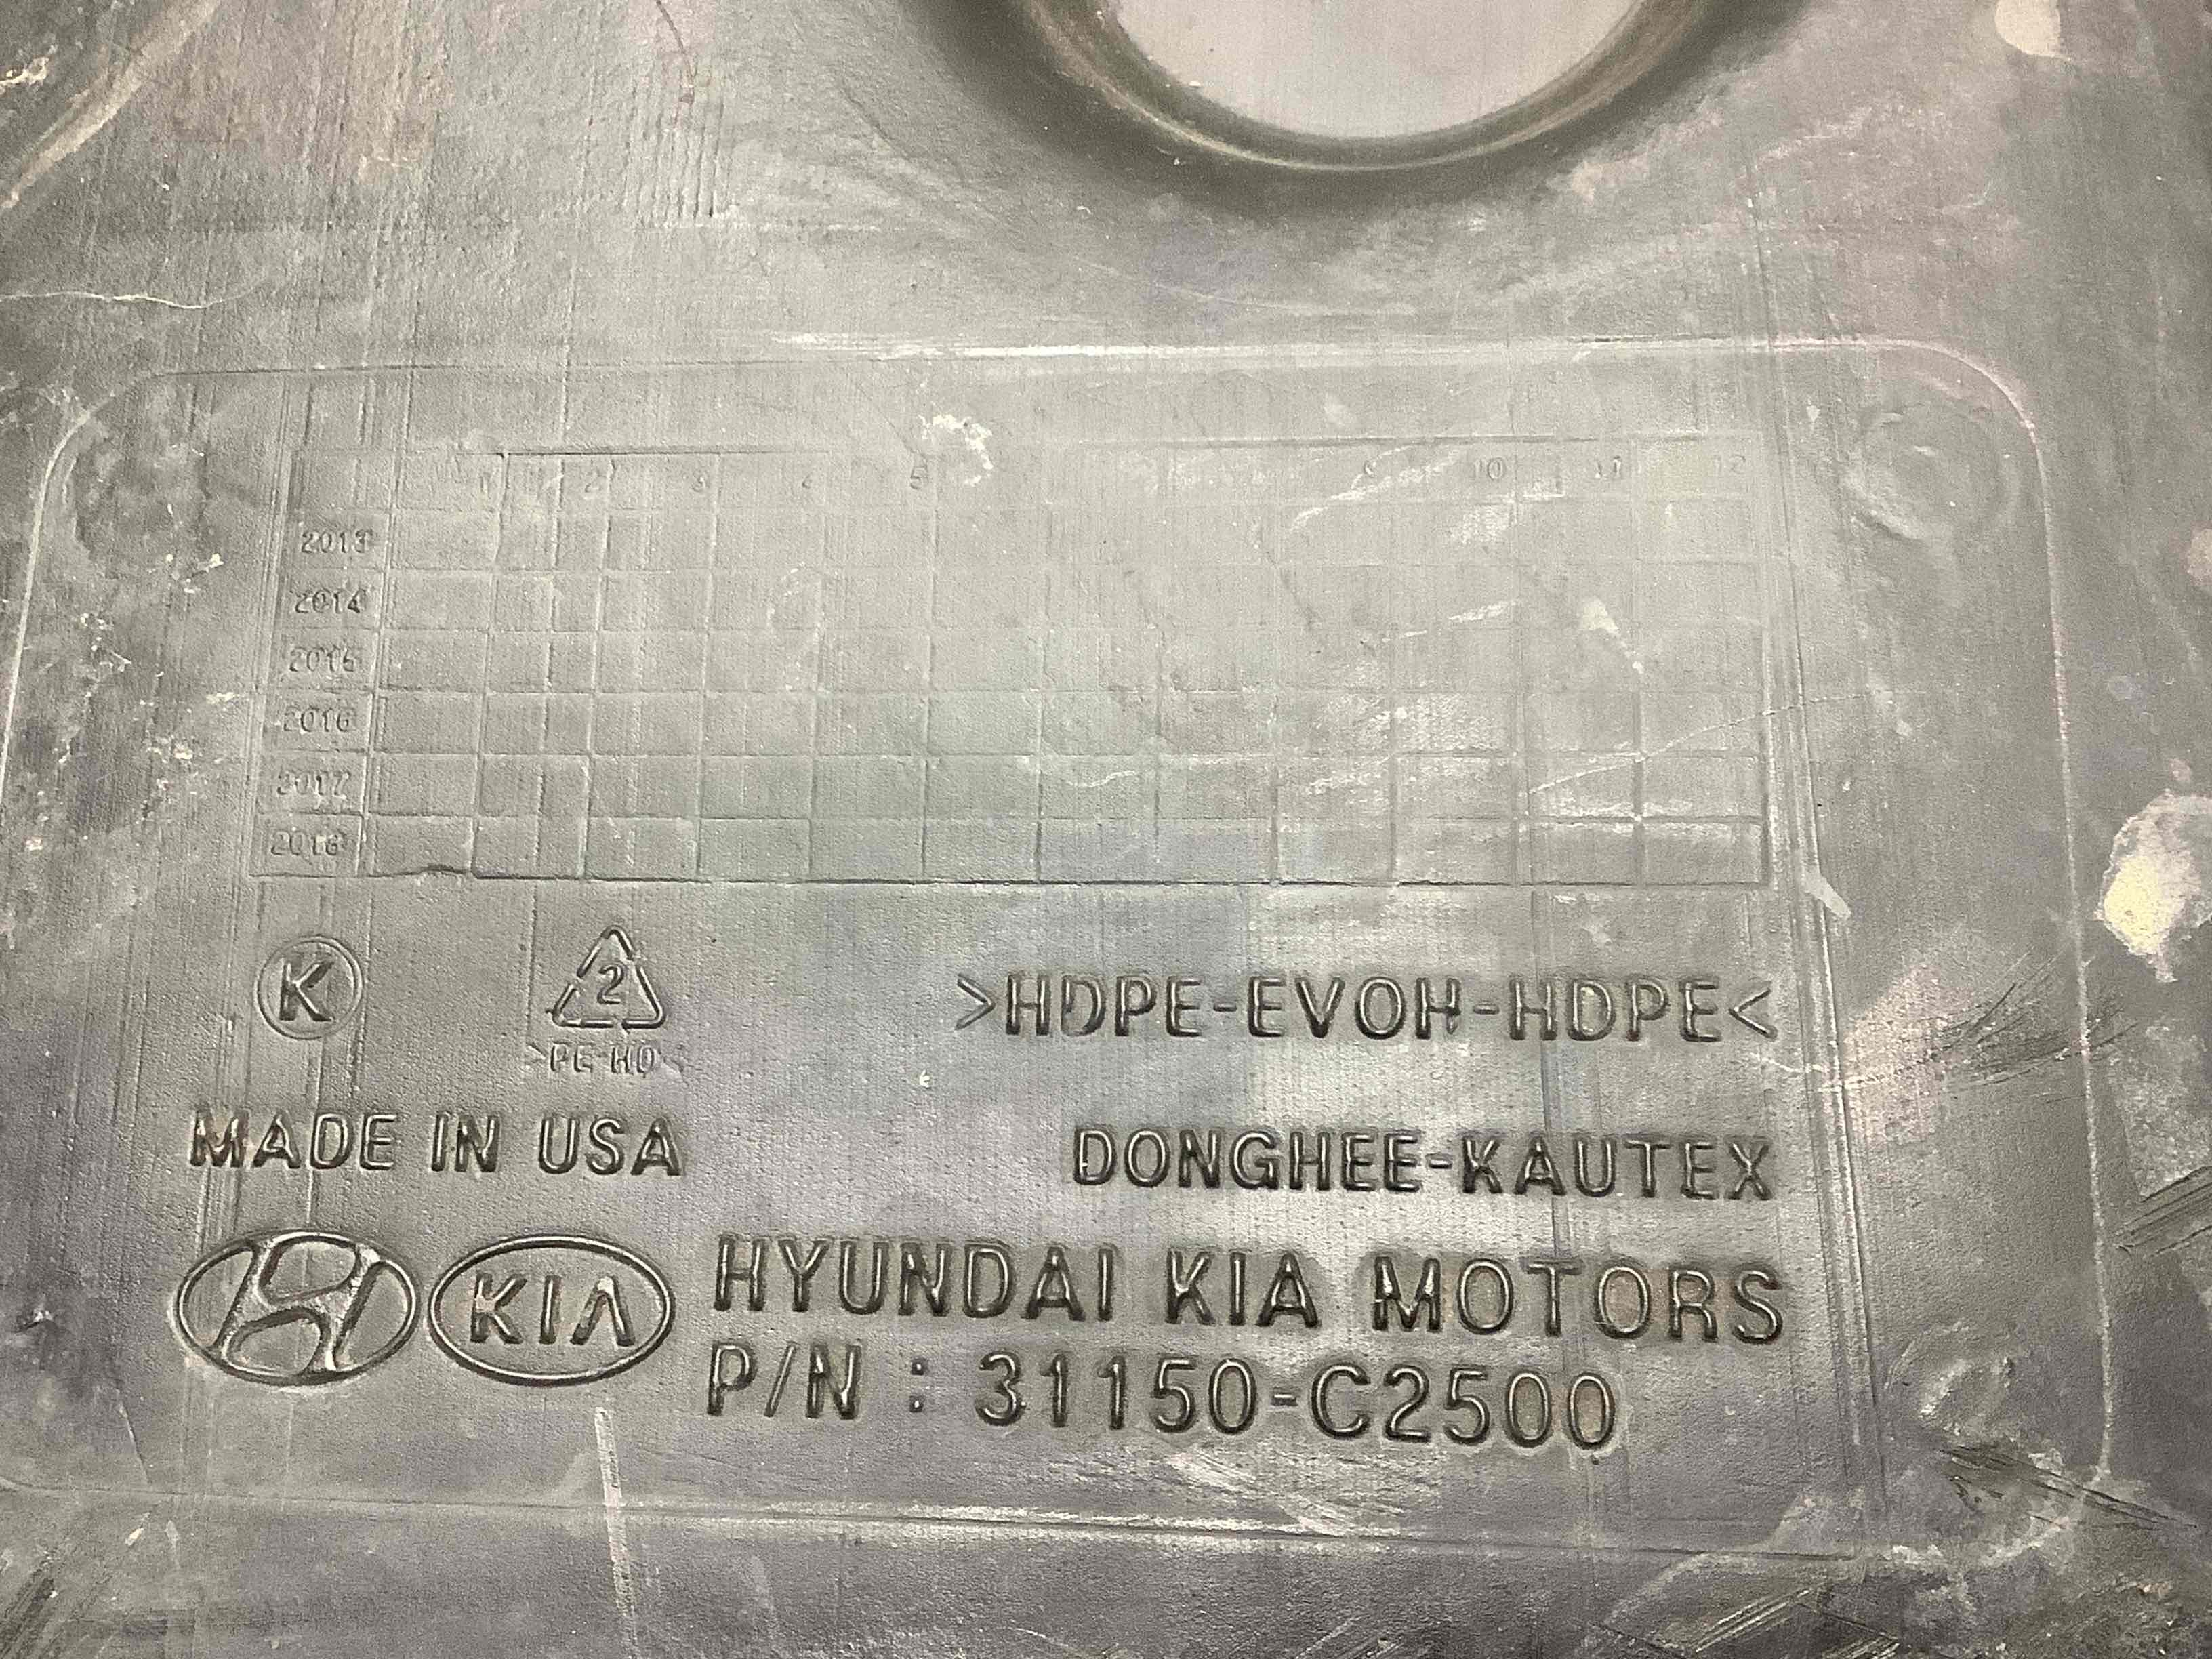 1 2 3 4 5 9 10 11 12
2013
2014
2015
2016
2017
2018
K 2 >HDPE-EVOH-HDPE<
>PE-HD<
MADE IN USA DONGHEE-KAUTEX
KIA HYUNDAI KIA MOTORS
P/N : 31150-C2500